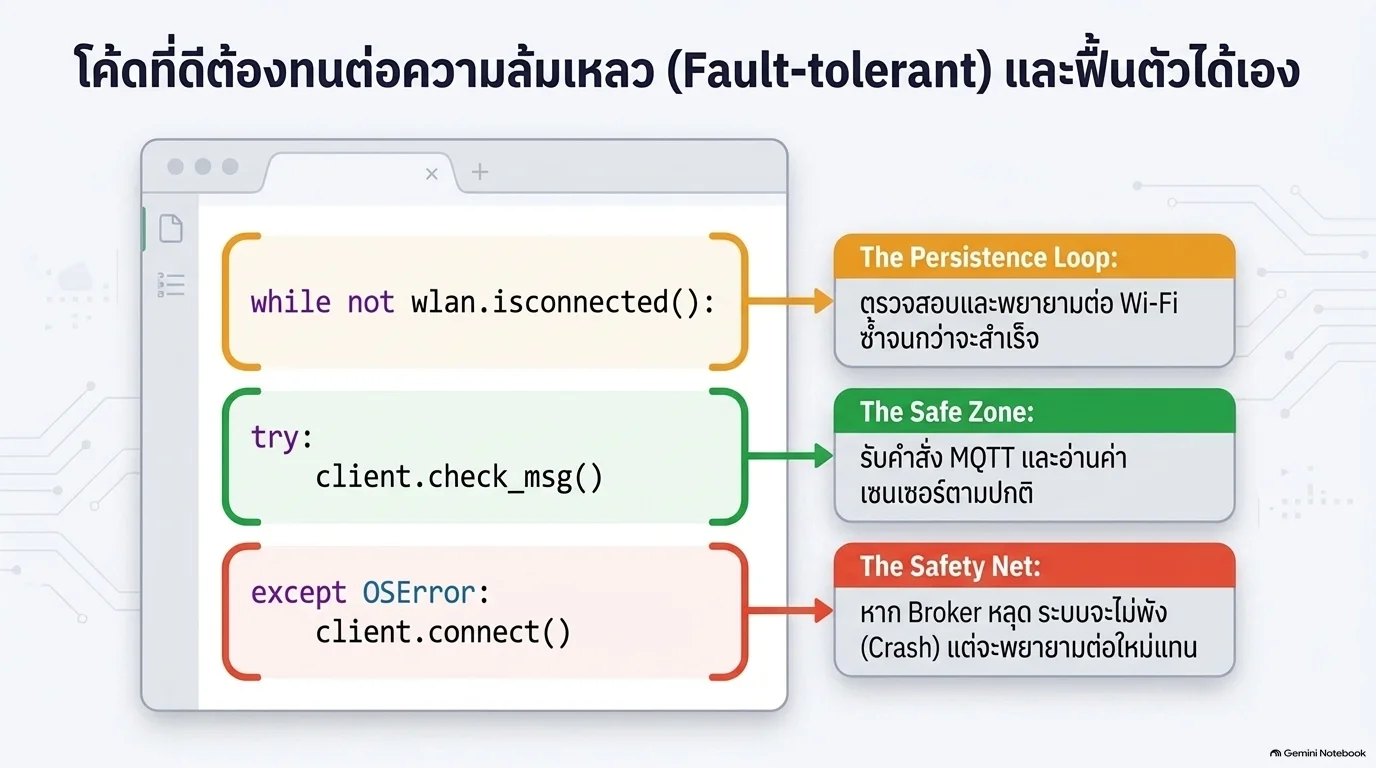 โค้ดที่ดีต้องทนต่อความล้มเหลว (Fault-tolerant) และฟื้นตัวได้เอง
while not wlan.isconnected():
The Persistence Loop:
ตรวจสอบและพยายามต่อ Wi-Fi
ซ้ำจนกว่าจะสำเร็จ
try:
client.check_msg()
The Safe Zone:
รับคำสั่ง MQTT และอ่านค่า
เซนเซอร์ตามปกติ
except OSError:
client.connect()
The Safety Net:
หาก Broker หลุด ระบบจะไม่พัง
(Crash) แต่จะพยายามต่อใหม่แทน
Gemini Notebook